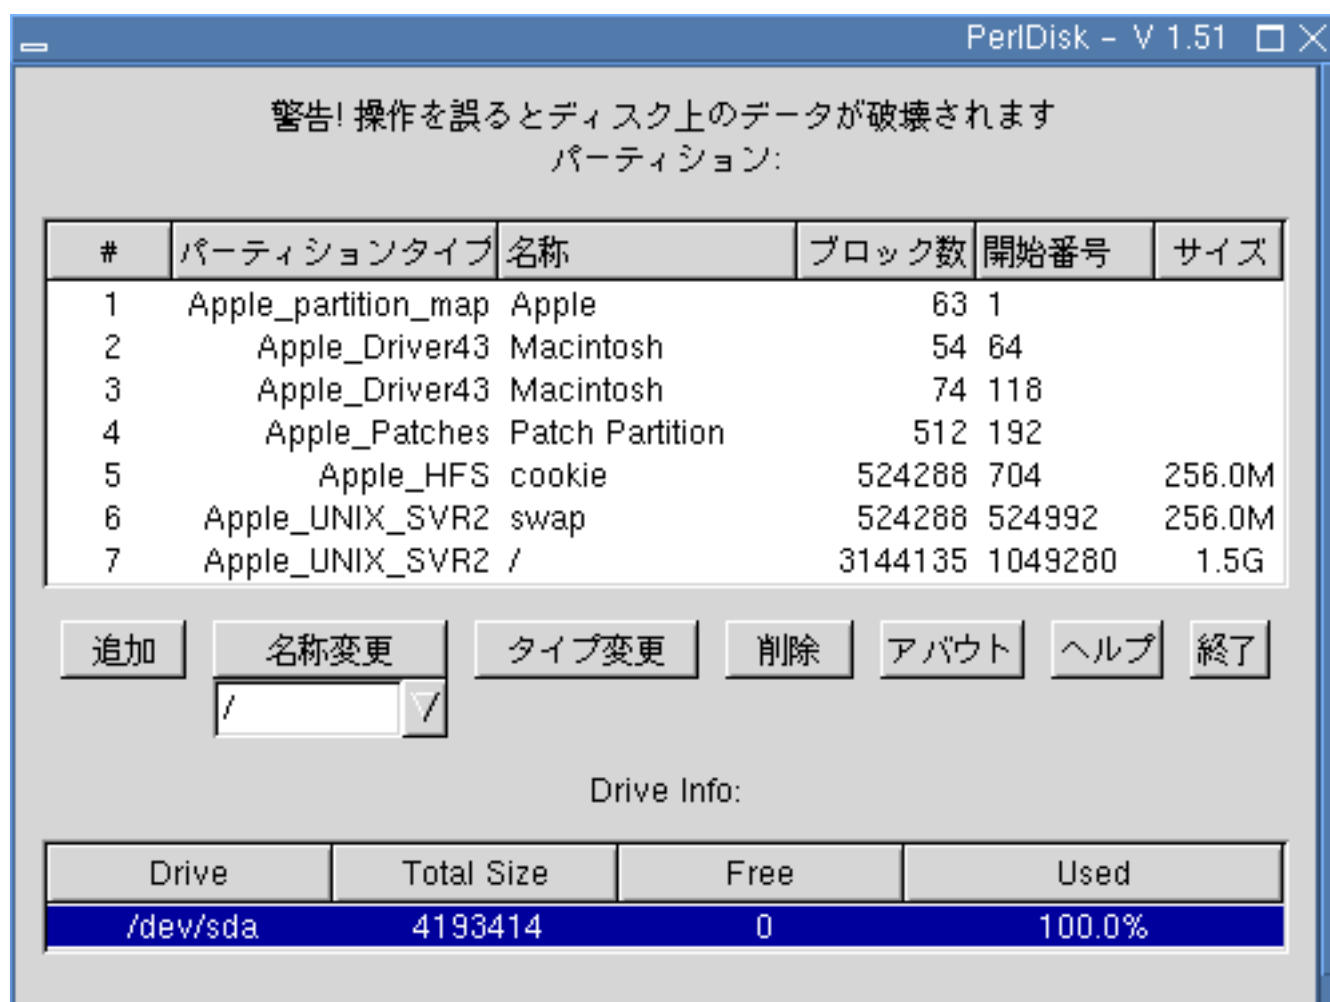 PerlDisk – V 1.51
警告! 操作を誤るとディスク上のデータが破壊されます
パーティション:
# パーティションタイプ 名称 ブロック数 開始番号 サイズ
1 Apple_partition_map Apple 63 1
2 Apple_Driver43 Macintosh 54 64
3 Apple_Driver43 Macintosh 74 118
4 Apple_Patches Patch Partition 512 192
5 Apple_HFS cookie 524288 704 256.0M
6 Apple_UNIX_SVR2 swap 524288 524992 256.0M
7 Apple_UNIX_SVR2 / 3144135 1049280 1.5G
追加 名称変更 タイプ変更 削除 アバウト ヘルプ 終了
/
Drive Info:
Drive Total Size Free Used
/dev/sda 4193414 0 100.0%